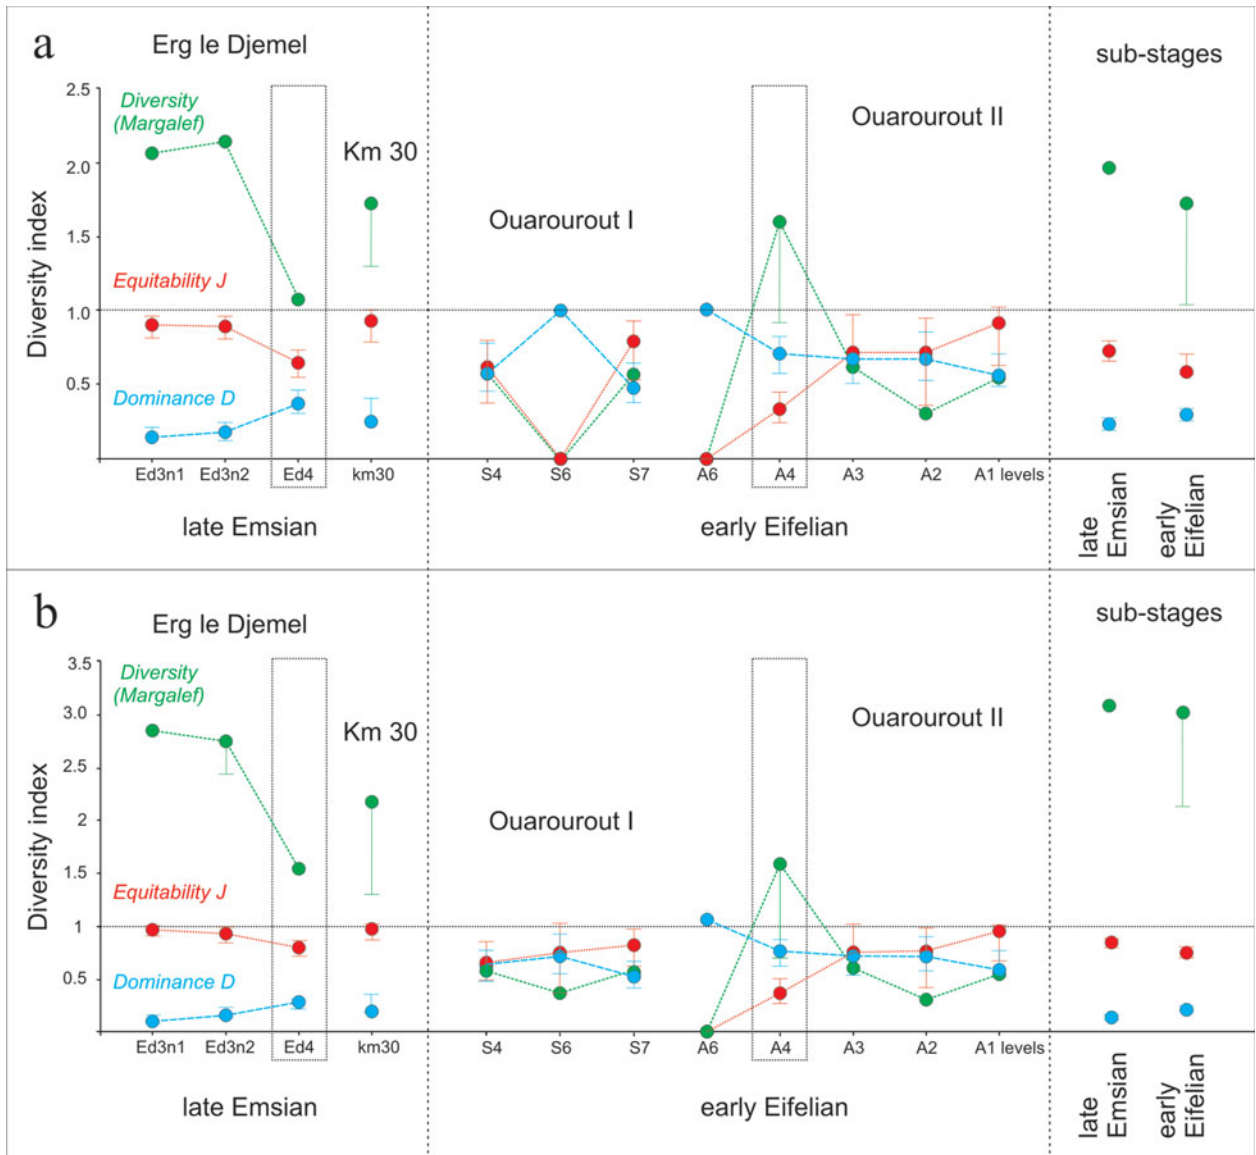 a
Erg le Djemel
sub-stages
2.5
Diversity
(Margalef)
Ouarourout II
2.0
Km 30
Diversity index
Ouarourout I
1.5
Equitability J
1.0
Dominance D
0.5
Ed3n1 Ed3n2 Ed4 km30 S4 S6 S7 A6 A4 A3 A2 A1 levels
late Emsian
early Eifelian
late
Emsian
early
Eifelian
b
Erg le Djemel
sub-stages
3.5
Diversity
(Margalef)
3.0
Km 30
Ouarourout II
2.5
Diversity index
2
Ouarourout I
1.5
Equitability J
1
Dominance D
0.5
Ed3n1 Ed3n2 Ed4 km30 S4 S6 S7 A6 A4 A3 A2 A1 levels
late Emsian
early Eifelian
late
Emsian
early
Eifelian